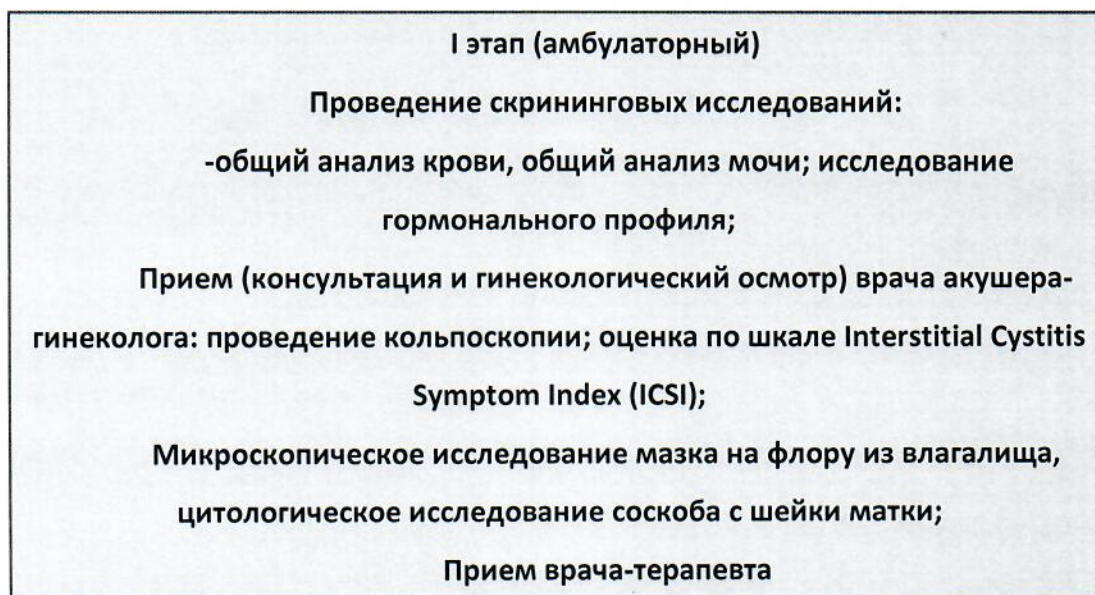 I этап (амбулаторный)
Проведение скрининговых исследований:
-общий анализ крови, общий анализ мочи; исследование
гормонального профиля;
Прием (консультация и гинекологический осмотр) врача акушера-
гинеколога: проведение кольпоскопии; оценка по шкале Interstitial Cystitis
Symptom Index (ICSI);
Микроскопическое исследование мазка на флору из влагалища,
цитологическое исследование соскоба с шейки матки;
Прием врача-терапевта